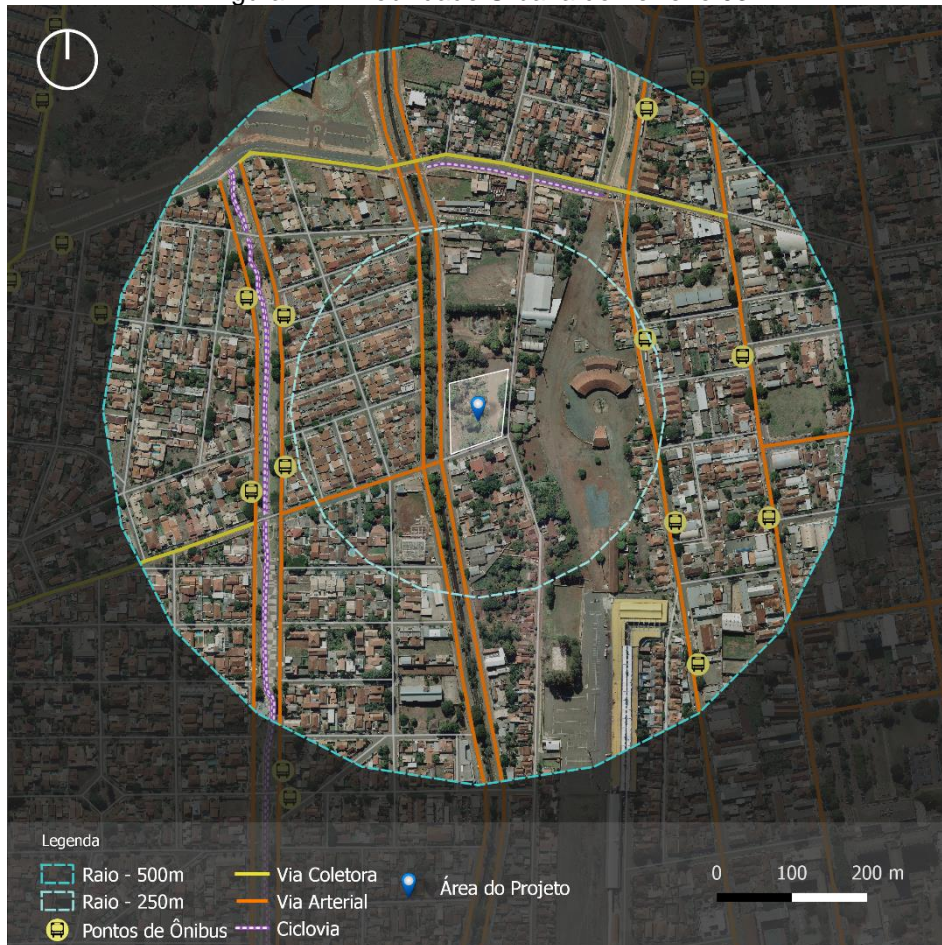 Legenda
Raio - 500m
Raio - 250m
Pontos de Ônibus
Via Coletora
Via Arterial
Ciclovia
Área do Projeto
0 100 200 m